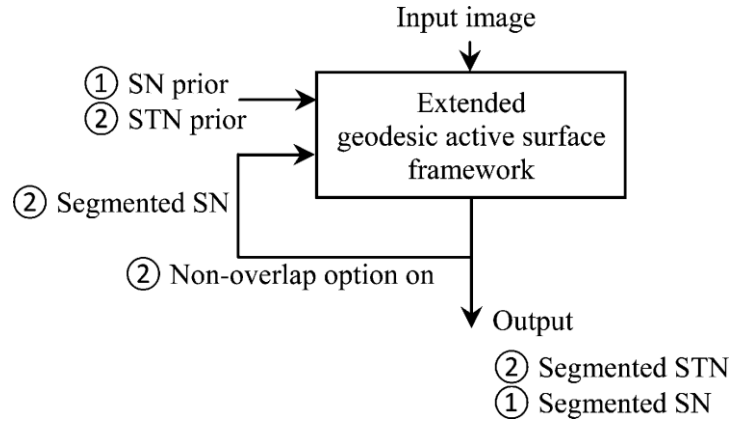 Input image
① SN prior
② STN prior
Extended
geodesic active surface
framework
② Segmented SN
② Non-overlap option on
Output
② Segmented STN
① Segmented SN